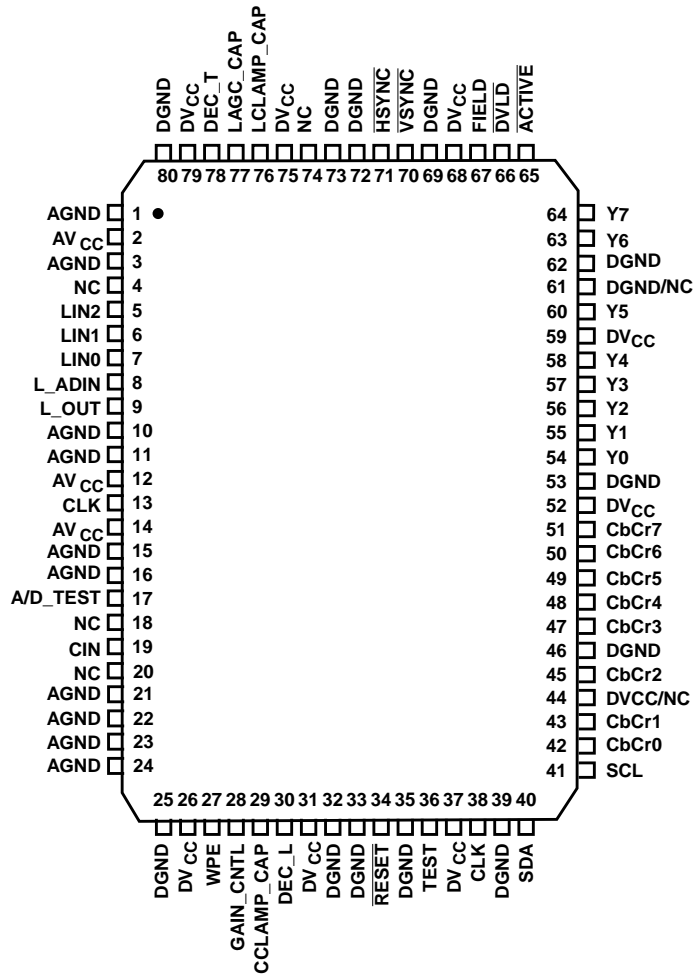 DGND
DVCC
DEC_T
LAGC_CAP
LCLAMP_CAP
DVCC
NC
DGND
DGND
HSYNC
VSYNC
DGND
DVCC
FIELD
DVLD
ACTIVE
80 79 78 77 76 75 74 73 72 71 70 69 68 67 66 65
AGND 1
AVCC 2
AGND 3
NC 4
LIN2 5
LIN1 6
LIN0 7
L_ADIN 8
L_OUT 9
AGND 10
AGND 11
AVCC 12
CLK 13
AVCC 14
AGND 15
AGND 16
A/D_TEST 17
NC 18
CIN 19
NC 20
AGND 21
AGND 22
AGND 23
AGND 24
64 Y7
63 Y6
62 DGND
61 DGND/NC
60 Y5
59 DVCC
58 Y4
57 Y3
56 Y2
55 Y1
54 Y0
53 DGND
52 DVCC
51 CbCr7
50 CbCr6
49 CbCr5
48 CbCr4
47 CbCr3
46 DGND
45 CbCr2
44 DVCC/NC
43 CbCr1
42 CbCr0
41 SCL
25 26 27 28 29 30 31 32 33 34 35 36 37 38 39 40
DGND
DVCC
WPE
GAIN_CNTL
CCLAMP_CAP
DEC_L
DVCC
DGND
DGND
RESET
DGND
TEST
DVCC
CLK
DGND
SDA